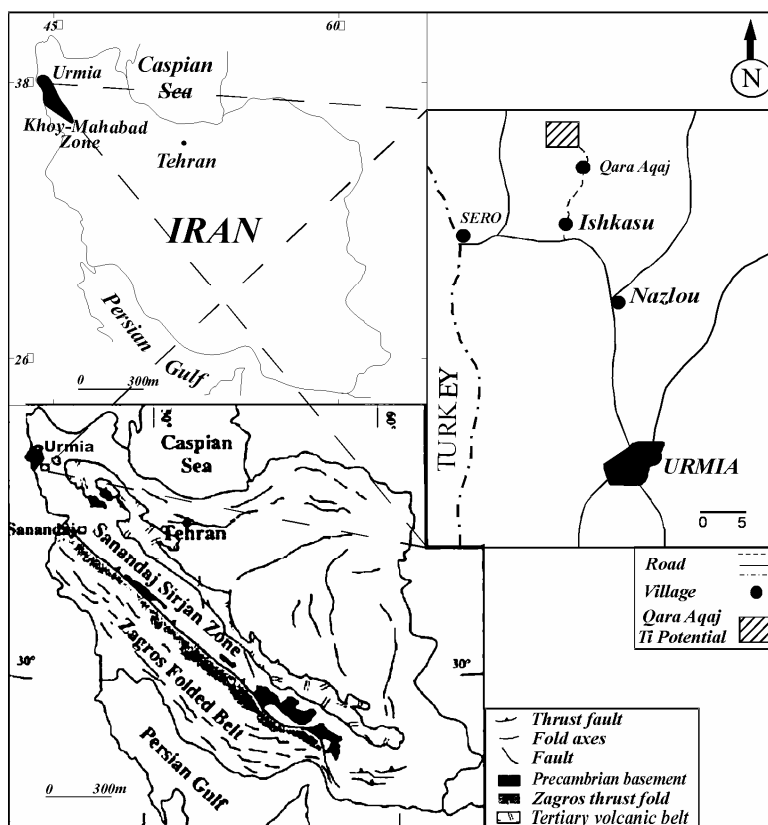 45
60
38
Urmia
Caspian
Sea
Khoy-Mahabad
Zone
Tehran
IRAN
Persian
Gulf
26
0 300m
N
Qara Aqaj
SERO
Ishkasu
Nazlou
TURKEY
URMIA
0 5
Road
Village
Qara Aqaj
Ti Potential
60°
Urmia
Caspian
Sea
Sanandaj
Tehran
Sanandaj Sirjan Zone
Zagros Folded Belt
30°
30°
Persian Gulf
0 300m
Thrust fault
Fold axes
Fault
Precambrian basement
Zagros thrust fold
Tertiary volcanic belt